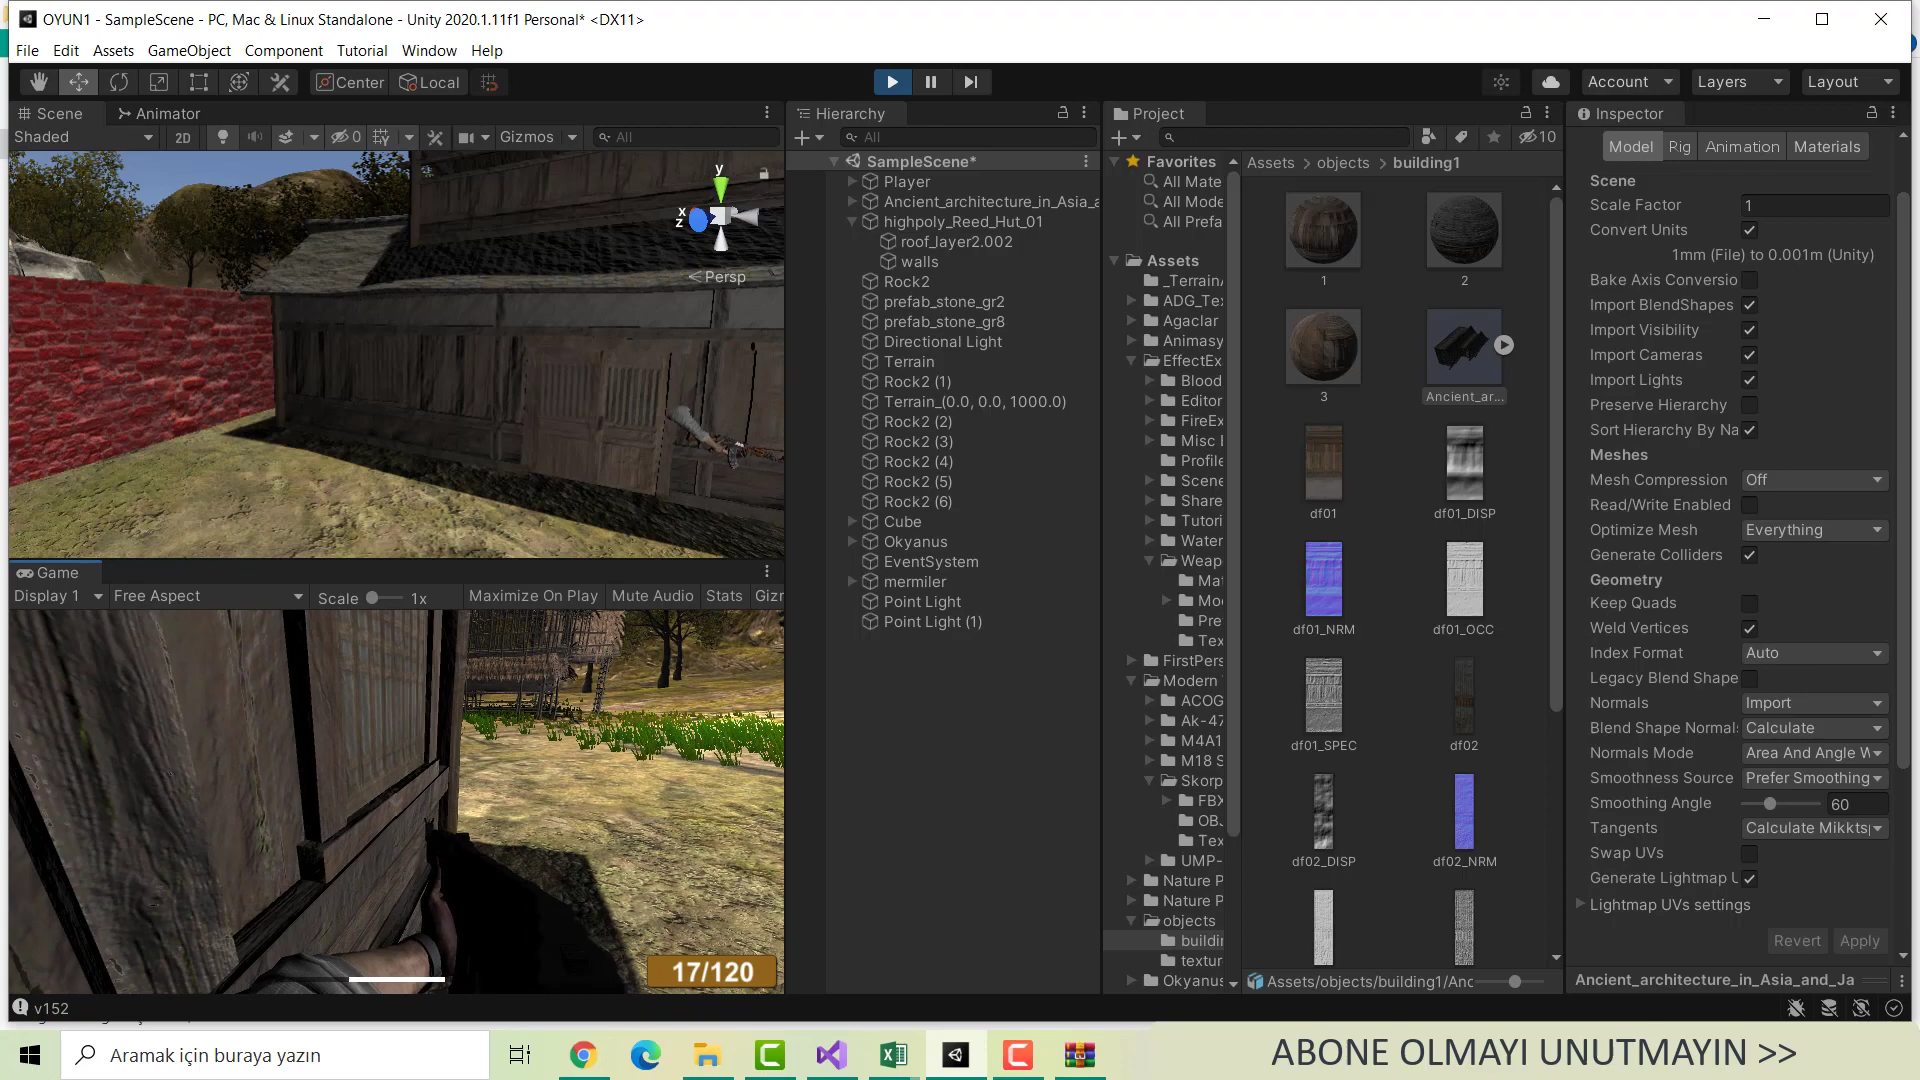 OYUN1 - SampleScene - PC, Mac & Linux Standalone - Unity 2020.1.11f1 Personal* <DX11>
File Edit Assets GameObject Component Tutorial Window Help
Center Local
Account Layers Layout
Scene Animator
Shaded 2D 0 Gizmos All
y
x
z
Persp
Game
Display 1 Free Aspect Scale 1x Maximize On Play Mute Audio Stats Gizr
17/120
Hierarchy
All
SampleScene*
Player
Ancient_architecture_in_Asia_a
highpoly_Reed_Hut_01
roof_layer2.002
walls
Rock2
prefab_stone_gr2
prefab_stone_gr8
Directional Light
Terrain
Rock2 (1)
Terrain_(0.0, 0.0, 1000.0)
Rock2 (2)
Rock2 (3)
Rock2 (4)
Rock2 (5)
Rock2 (6)
Cube
Okyanus
EventSystem
mermiler
Point Light
Point Light (1)
Project
10
Favorites
All Mate
All Mode
All Prefa
Assets
_Terrain
ADG_Tex
Agaclar
Animasy
EffectEx
Blood
Editor
FireEx
Misc E
Profile
Scene
Share
Tutori
Water
Weap
Mat
Mod
Pre
Tex
FirstPers
Modern
ACOG
Ak-47
M4A1
M18 S
Skorp
FBX
OBJ
Tex
UMP-
Nature P
Nature P
objects
buildin
textur
Okyanus
Assets > objects > building1
1 2
3 Ancient_ar...
df01 df01_DISP
df01_NRM df01_OCC
df01_SPEC df02
df02_DISP df02_NRM
Assets/objects/building1/Anc
Inspector
Model Rig Animation Materials
Scene
Scale Factor 1
Convert Units
1mm (File) to 0.001m (Unity)
Bake Axis Conversio
Import BlendShapes
Import Visibility
Import Cameras
Import Lights
Preserve Hierarchy
Sort Hierarchy By Na
Meshes
Mesh Compression Off
Read/Write Enabled
Optimize Mesh Everything
Generate Colliders
Geometry
Keep Quads
Weld Vertices
Index Format Auto
Legacy Blend Shape
Normals Import
Blend Shape Normal Calculate
Normals Mode Area And Angle W
Smoothness Source Prefer Smoothing
Smoothing Angle 60
Tangents Calculate Mikktsp
Swap UVs
Generate Lightmap U
Lightmap UVs settings
Revert Apply
Ancient_architecture_in_Asia_and_Ja
v152
Aramak için buraya yazın
ABONE OLMAYI UNUTMAYIN >>